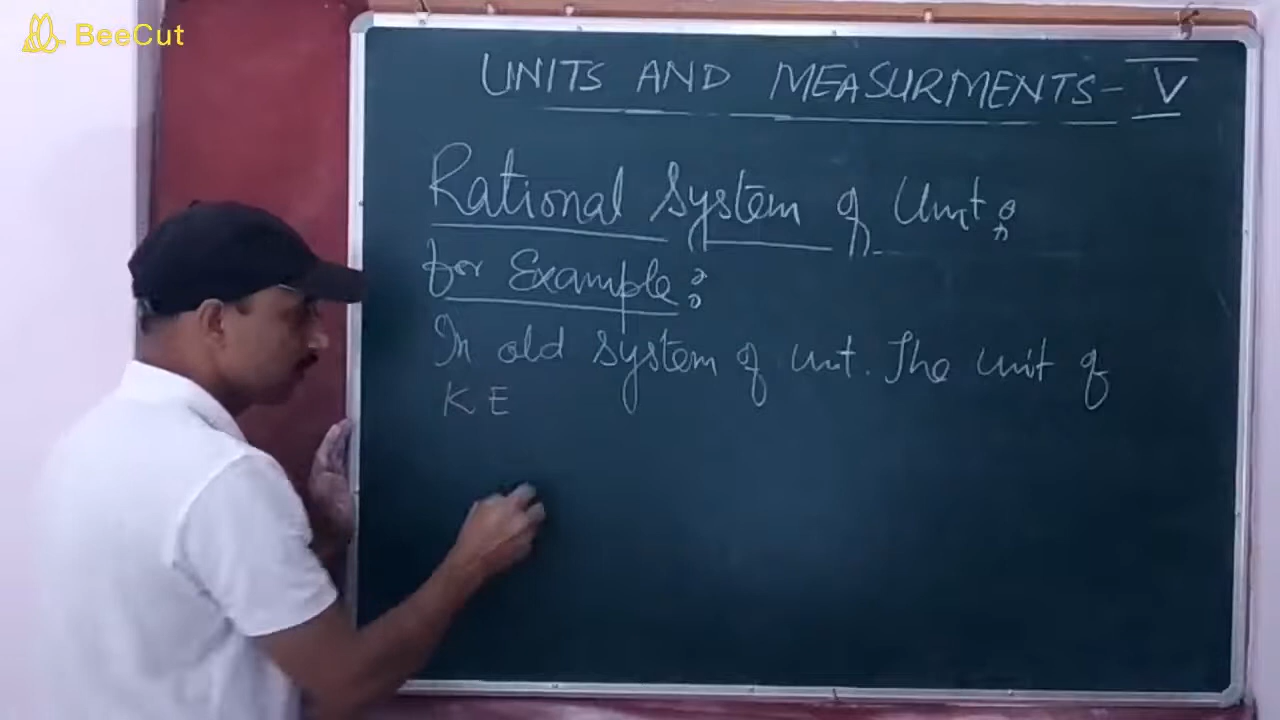 BeeCut
UNITS AND MEASURMENTS - V
Rational System of Unit :
for Example :
In old system of unit. The unit of
K E